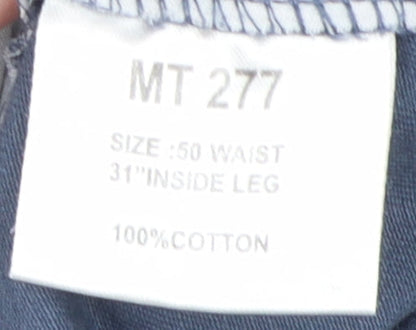 MT 277
SIZE :50 WAIST
31"INSIDE LEG
100%COTTON